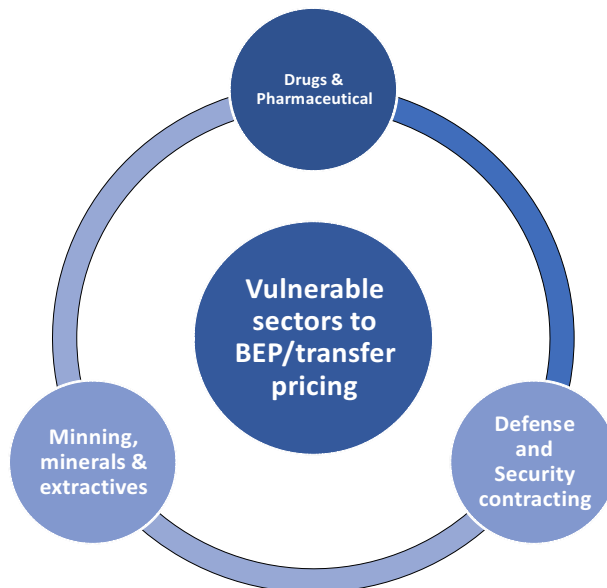 Drugs &
Pharmaceutical
Vulnerable
sectors to
BEP/transfer
pricing
Minning,
minerals &
extractives
Defense
and
Security
contracting